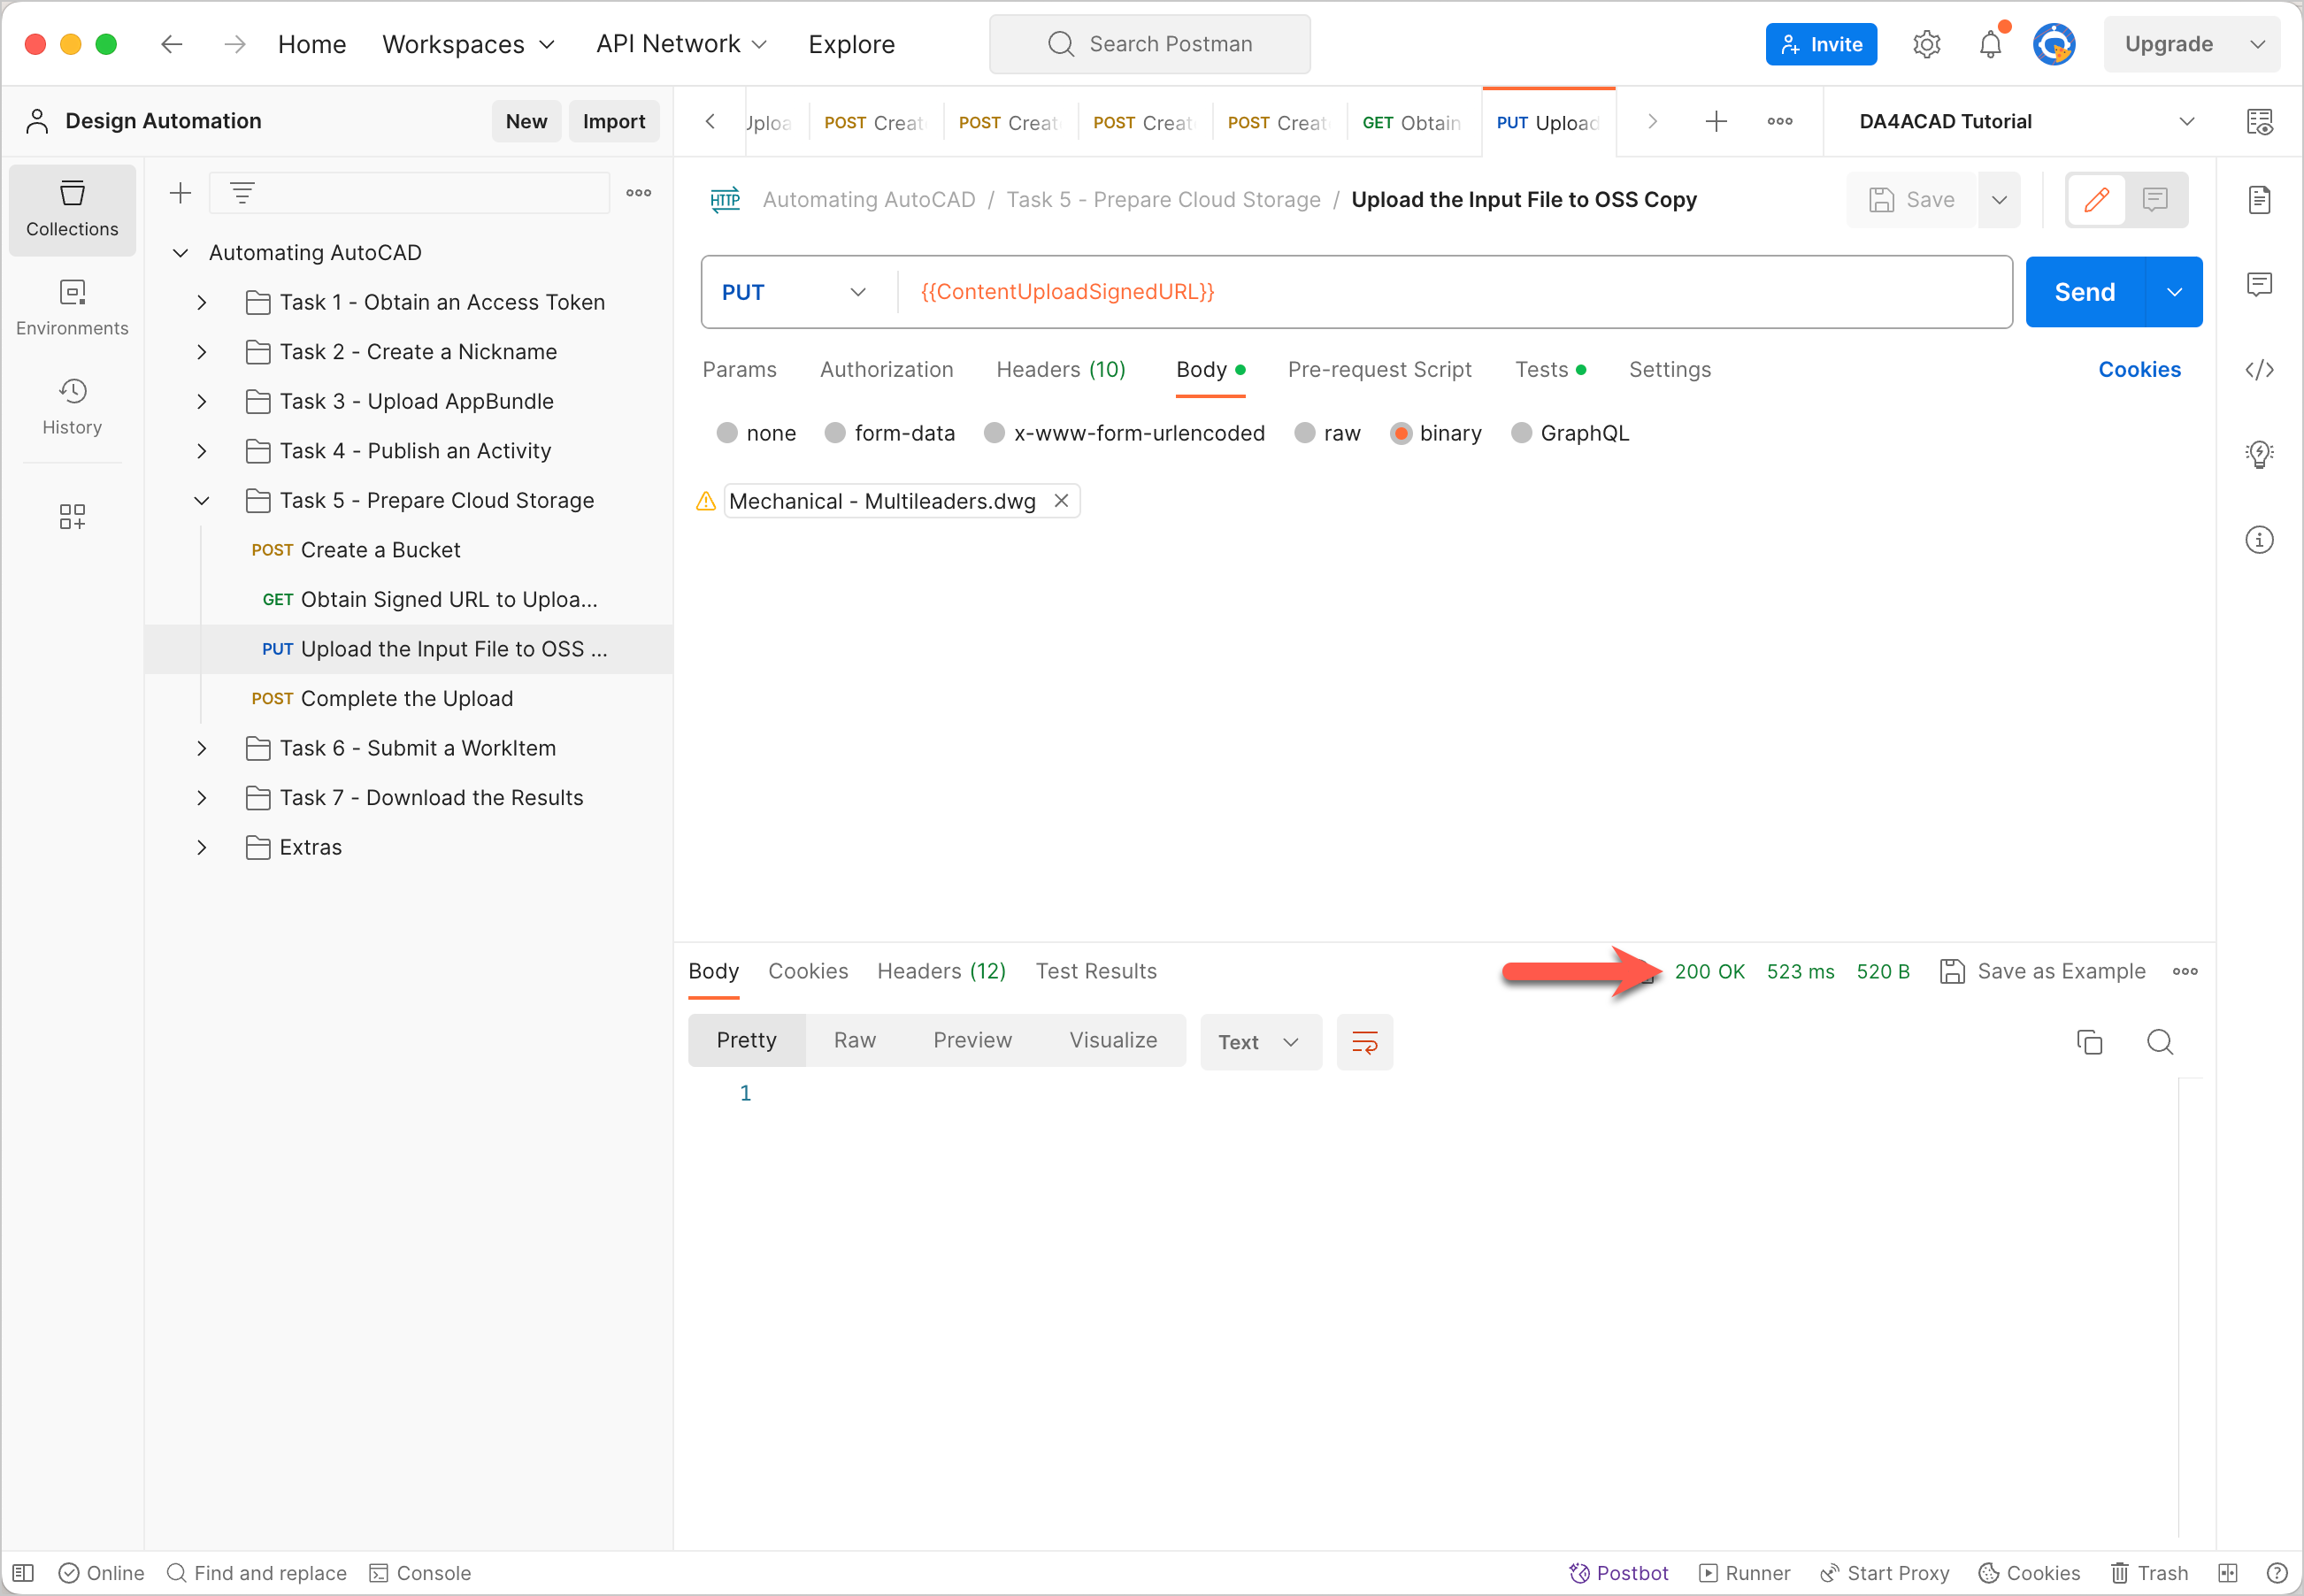 Home Workspaces API Network Explore Search Postman Invite Upgrade
Design Automation New Import
POST Creat POST Creat POST Creat POST Creat GET Obtain PUT Upload DA4ACAD Tutorial
Collections
Environments
History
Automating AutoCAD
Task 1 - Obtain an Access Token
Task 2 - Create a Nickname
Task 3 - Upload AppBundle
Task 4 - Publish an Activity
Task 5 - Prepare Cloud Storage
POST Create a Bucket
GET Obtain Signed URL to Uploa...
PUT Upload the Input File to OSS ...
POST Complete the Upload
Task 6 - Submit a WorkItem
Task 7 - Download the Results
Extras
HTTP Automating AutoCAD / Task 5 - Prepare Cloud Storage / Upload the Input File to OSS Copy Save
PUT {{ContentUploadSignedURL}} Send
Params Authorization Headers (10) Body Pre-request Script Tests Settings Cookies
none form-data x-www-form-urlencoded raw binary GraphQL
Mechanical - Multileaders.dwg
Body Cookies Headers (12) Test Results 200 OK 523 ms 520 B Save as Example
Pretty Raw Preview Visualize Text
1
Online Find and replace Console Postbot Runner Start Proxy Cookies Trash